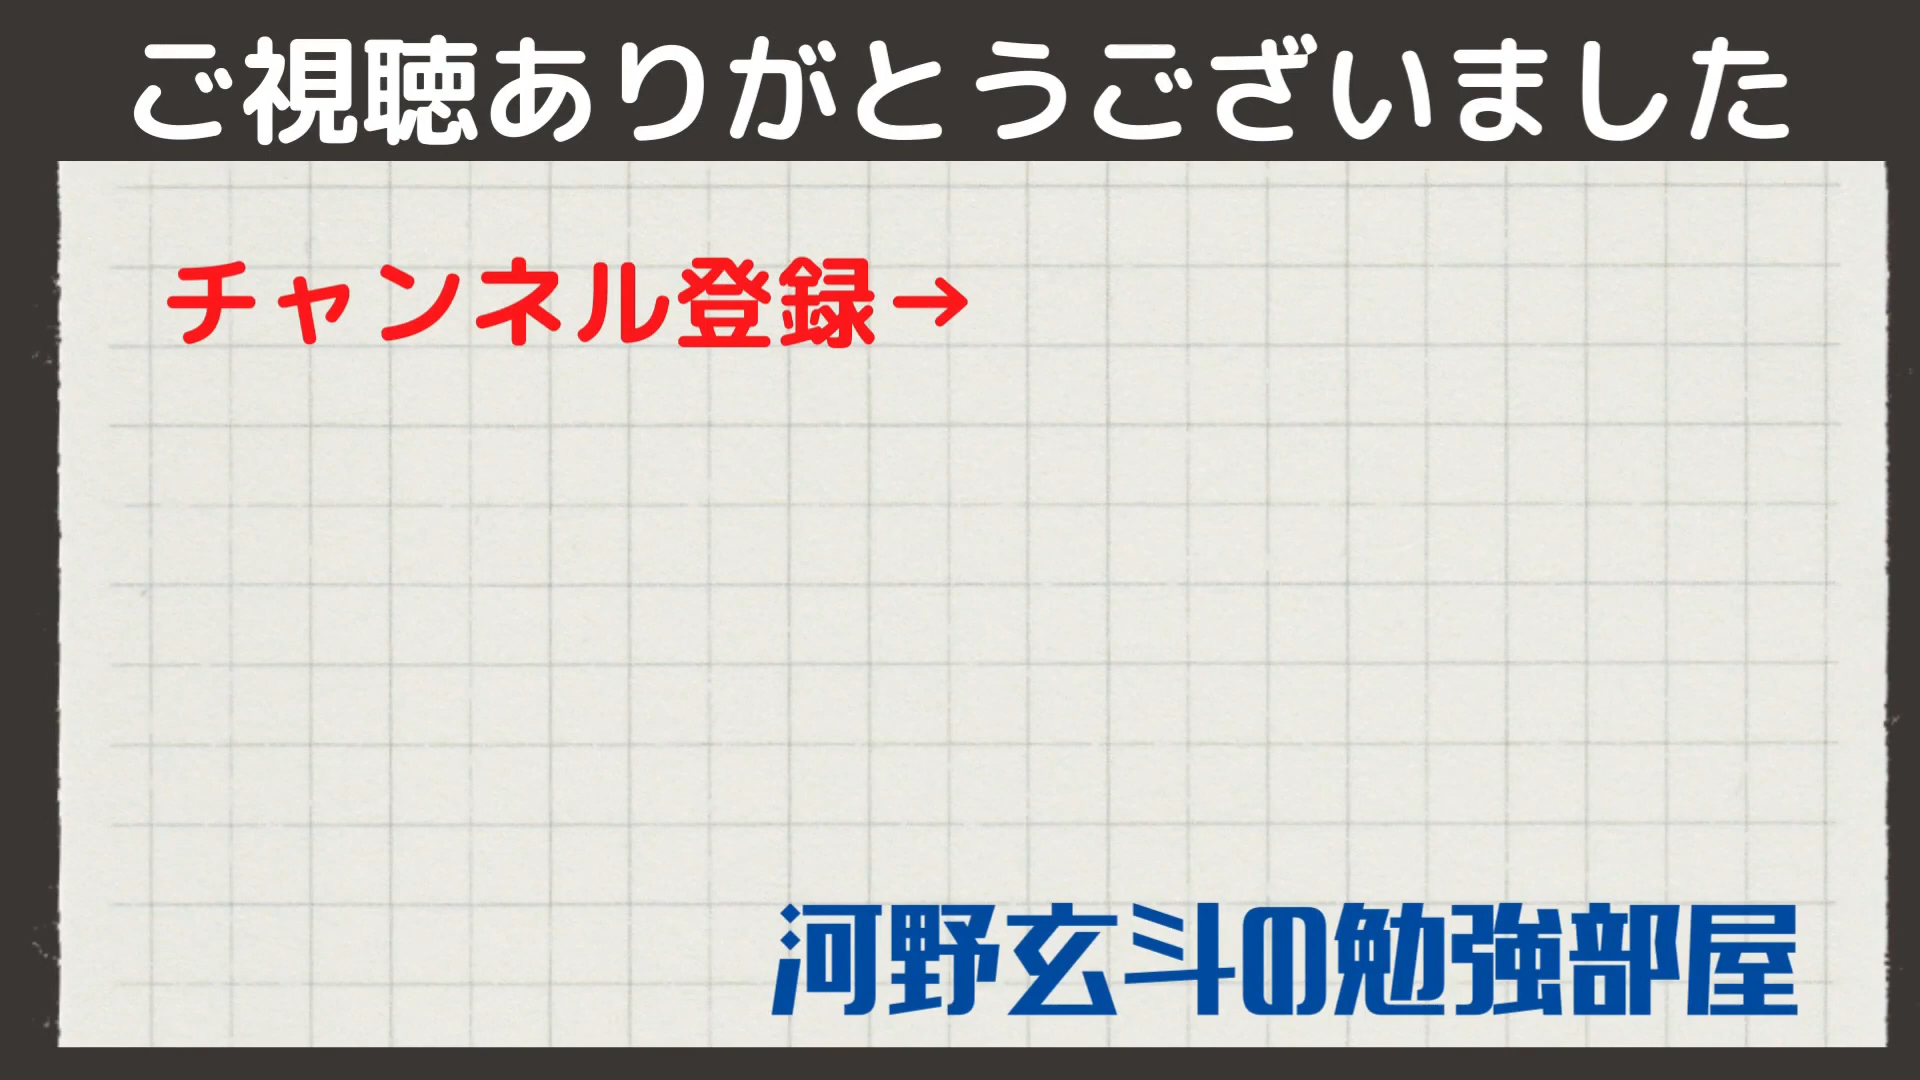 ご視聴ありがとうございました
チャンネル登録→
河野玄斗の勉強部屋